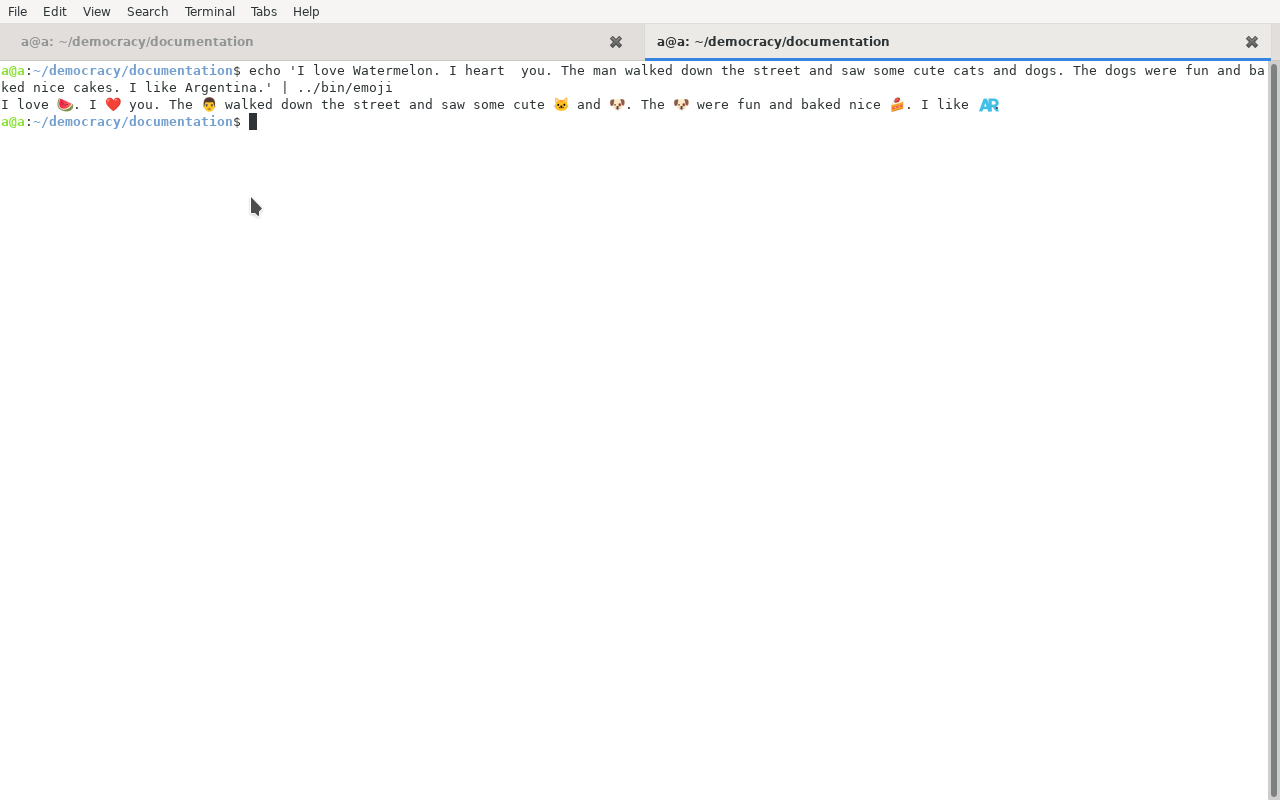 File Edit View Search Terminal Tabs Help
a@a: ~/democracy/documentation
a@a: ~/democracy/documentation
a@a:~/democracy/documentation$ echo 'I love Watermelon. I heart  you. The man walked down the street and saw some cute cats and dogs. The dogs were fun and ba
ked nice cakes. I like Argentina.' | ../bin/emoji
I love 🍉. I ❤️ you. The 👨 walked down the street and saw some cute 🐱 and 🐶. The 🐶 were fun and baked nice 🍰. I like 🇦🇷.
a@a:~/democracy/documentation$